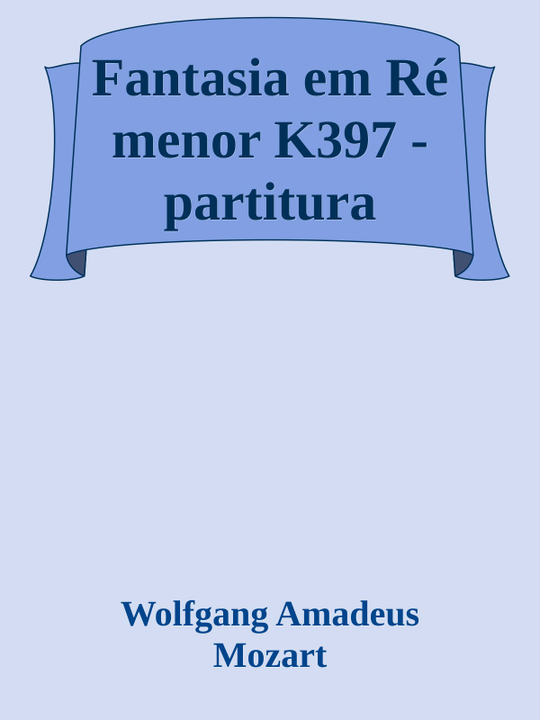 Fantasia em Ré
menor K397 -
partitura
Wolfgang Amadeus
Mozart